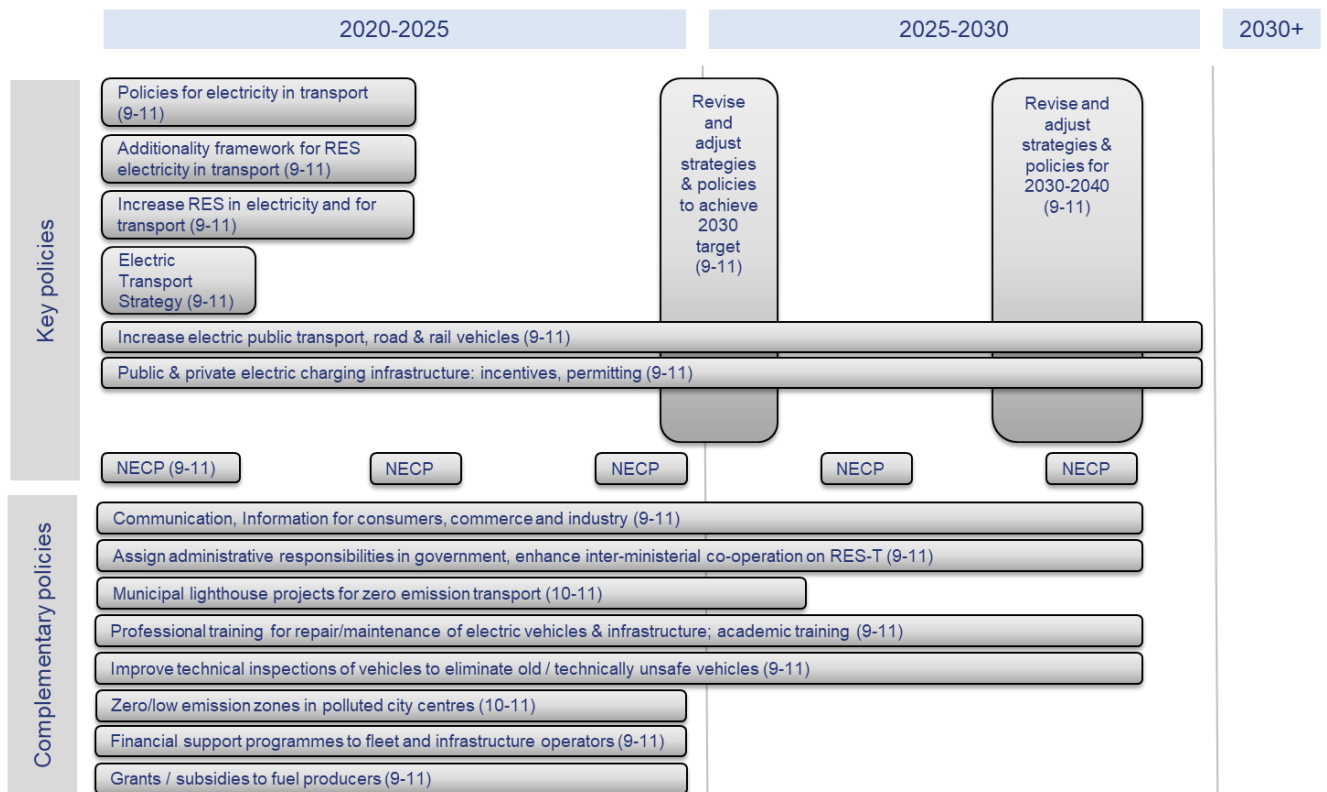 2020-2025
2025-2030
2030+
Key policies
Policies for electricity in transport
(9-11)
Additionality framework for RES
electricity in transport (9-11)
Increase RES in electricity and for
transport (9-11)
Electric
Transport
Strategy (9-11)
Revise
and
adjust
strategies
& policies
to achieve
2030
target
(9-11)
Revise and
adjust
strategies &
policies for
2030-2040
(9-11)
Increase electric public transport, road & rail vehicles (9-11)
Public & private electric charging infrastructure: incentives, permitting (9-11)
NECP (9-11)
NECP
NECP
NECP
NECP
Complementary policies
Communication, Information for consumers, commerce and industry (9-11)
Assign administrative responsibilities in government, enhance inter-ministerial co-operation on RES-T (9-11)
Municipal lighthouse projects for zero emission transport (10-11)
Professional training for repair/maintenance of electric vehicles & infrastructure; academic training (9-11)
Improve technical inspections of vehicles to eliminate old / technically unsafe vehicles (9-11)
Zero/low emission zones in polluted city centres (10-11)
Financial support programmes to fleet and infrastructure operators (9-11)
Grants / subsidies to fuel producers (9-11)